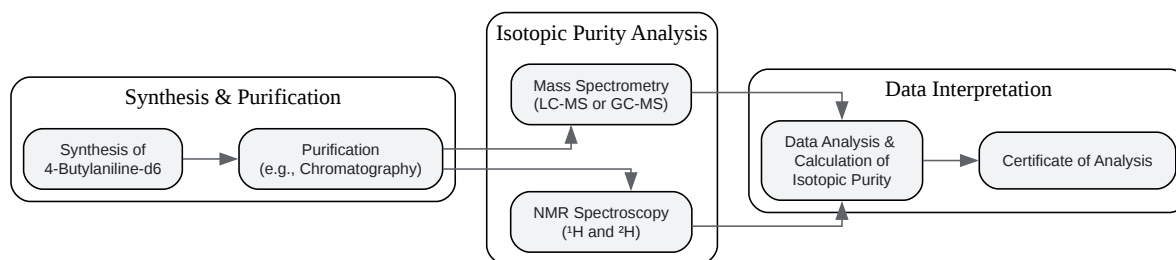 Synthesis & Purification
Synthesis of
4-Butylaniline-d6
Purification
(e.g., Chromatography)
Isotopic Purity Analysis
Mass Spectrometry
(LC-MS or GC-MS)
NMR Spectroscopy
(¹H and ²H)
Data Interpretation
Data Analysis &
Calculation of
Isotopic Purity
Certificate of Analysis